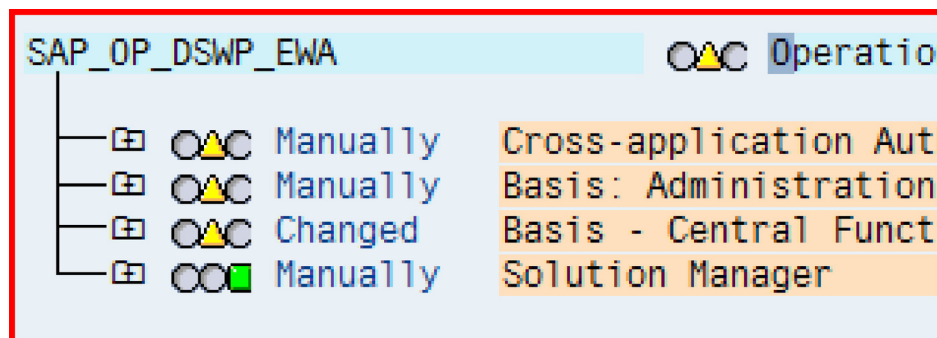 SAP_OP_DSWP_EWA Operatio
Manually Cross-application Aut
Manually Basis: Administration
Changed Basis - Central Funct
Manually Solution Manager